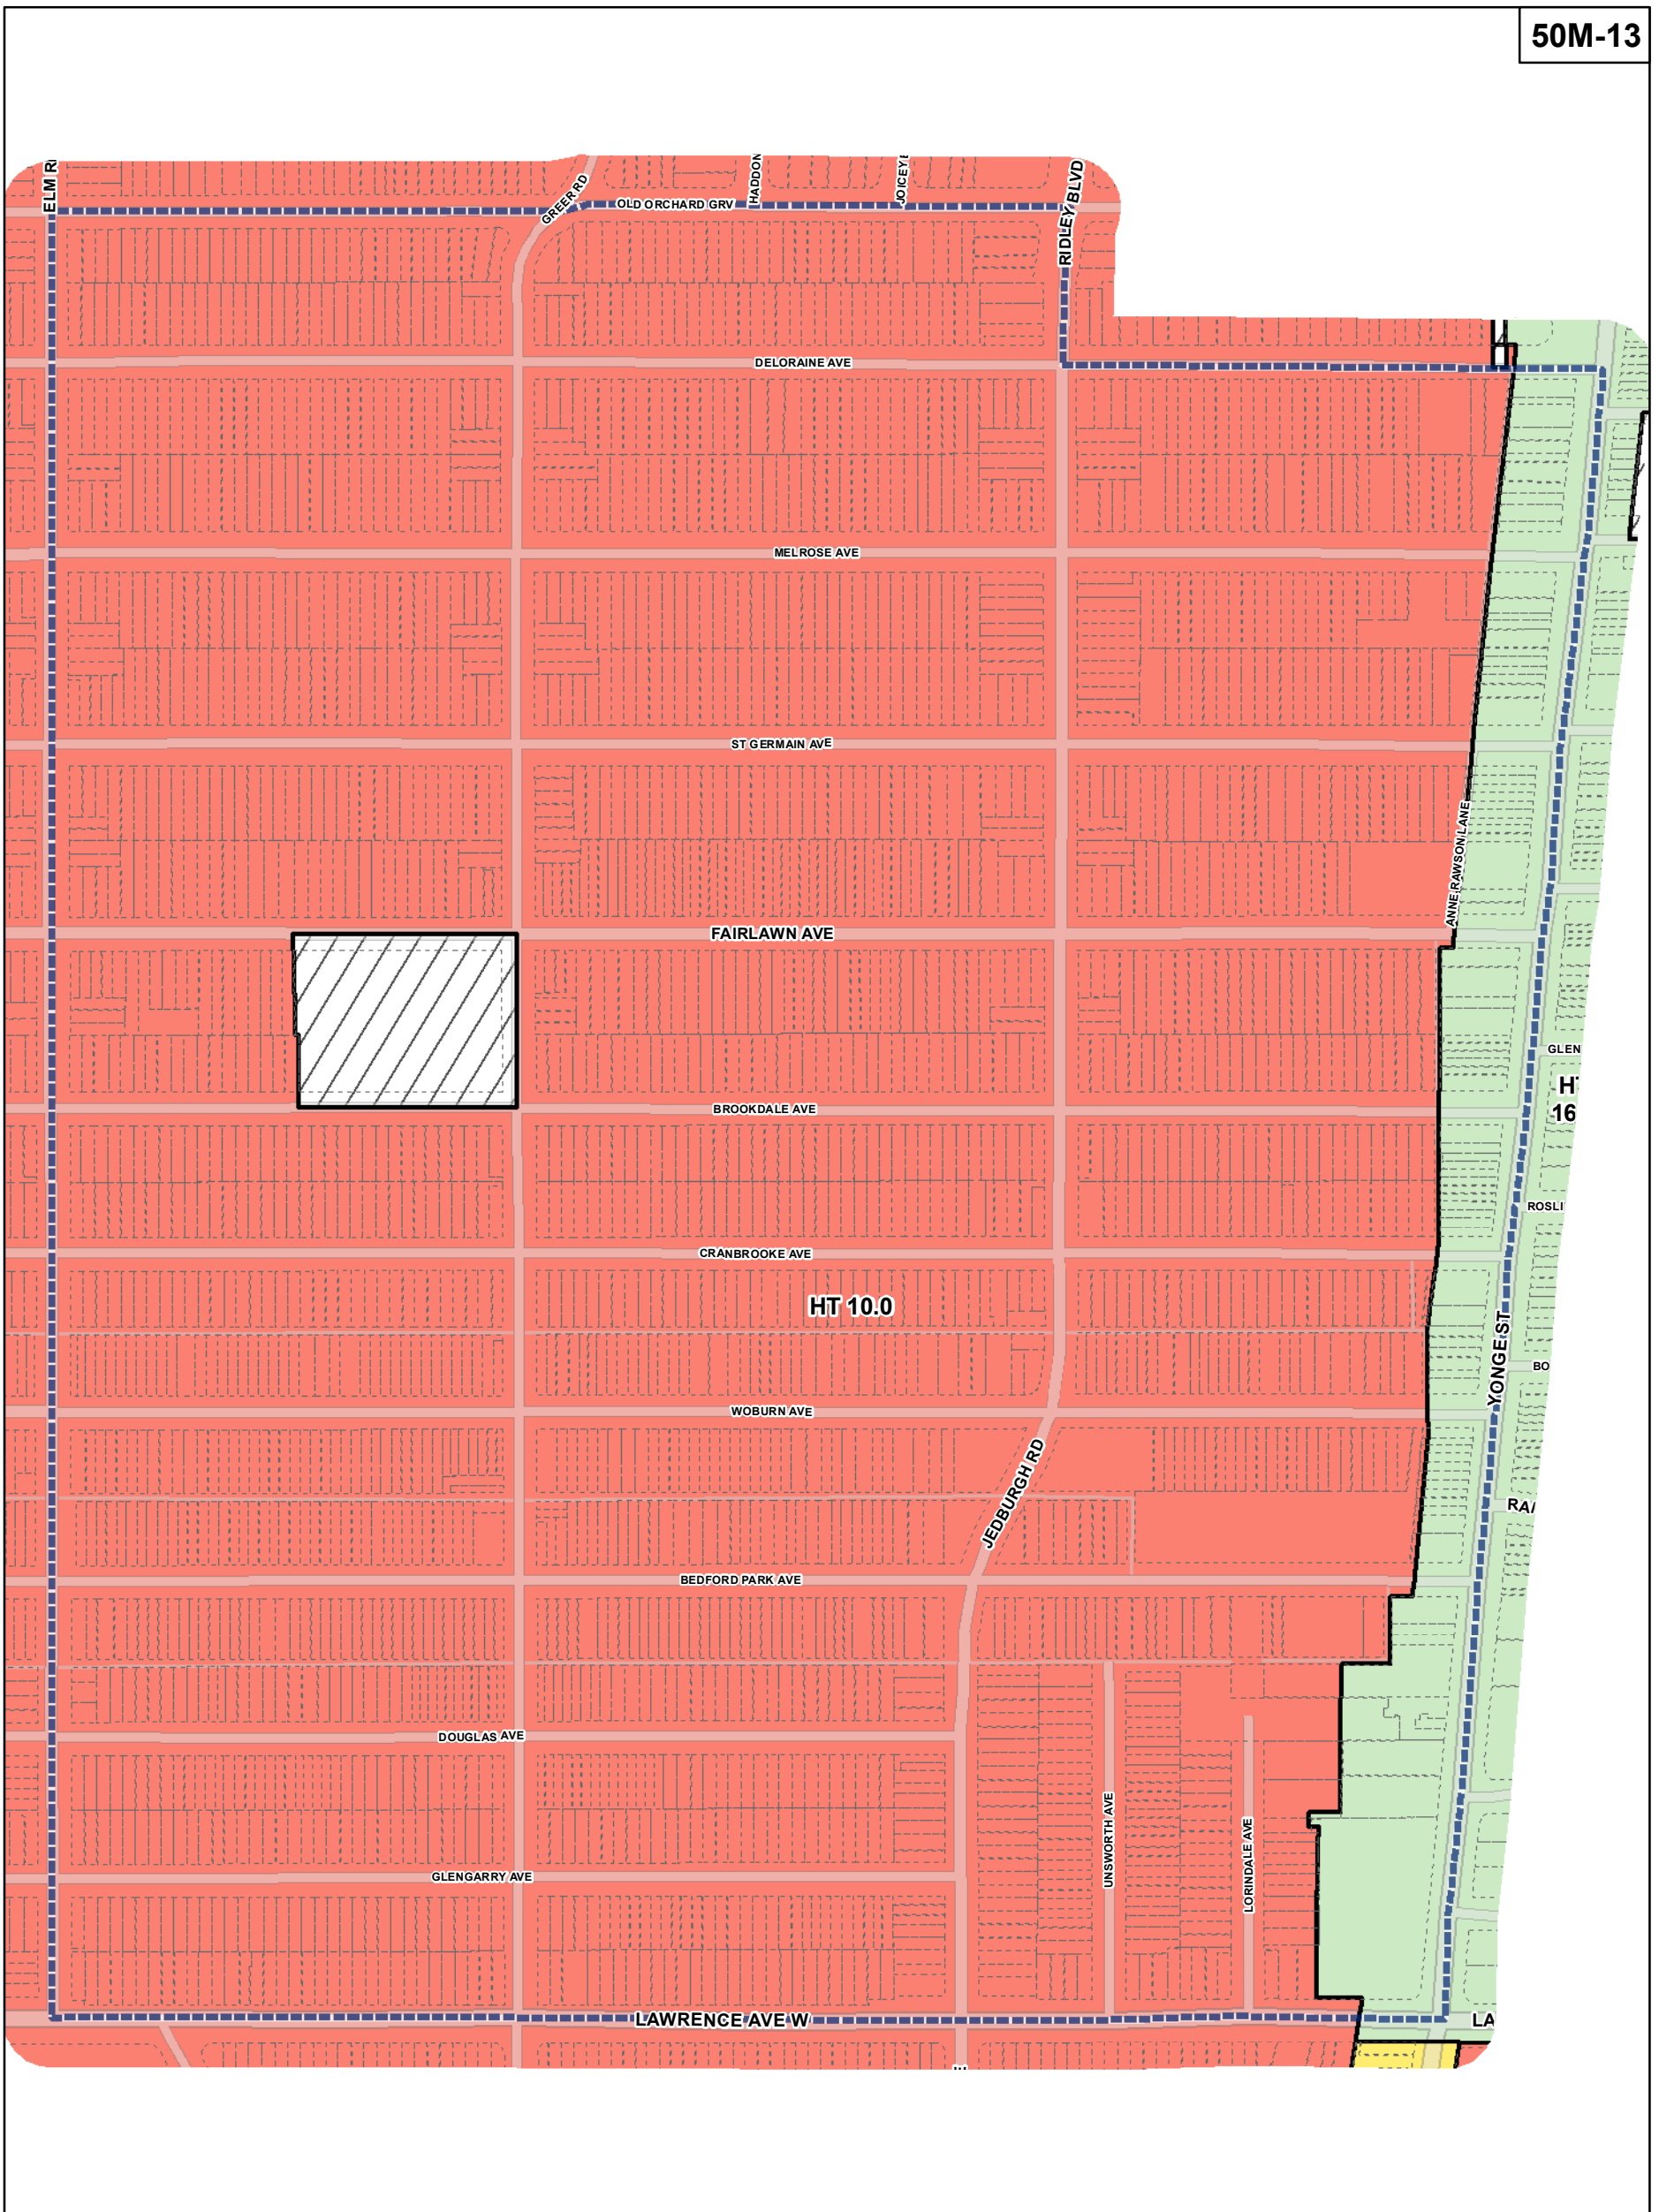 50M-13
ELM R
GREER RD
OLD ORCHARD GRV
HADDON
RIDLEY BLVD
DELORAINE AVE
MELROSE AVE
ST GERMAIN AVE
ANNE RAWSON LANE
FAIRLAWN AVE
GLEN
16
BROOKDALE AVE
ROSLI
CRANBROOKE AVE
HT 10.0
YONGE ST
BO
WOBURN AVE
JEDBURGH RD
BEDFORD PARK AVE
DOUGLAS AVE
UNSWORTH AVE
LORINDALE AVE
GLENGARRY AVE
LAWRENCE AVE W
LA